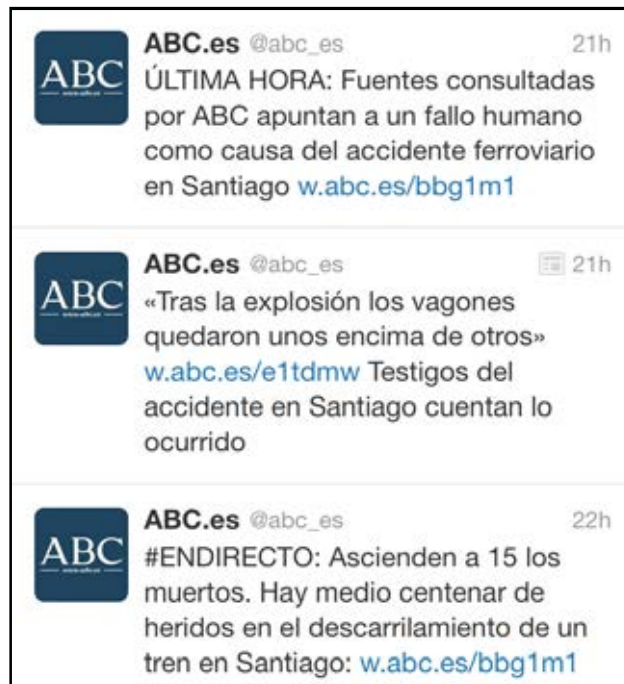 ABC
ABC.es @abc_es 21h
ÚLTIMA HORA: Fuentes consultadas
por ABC apuntan a un fallo humano
como causa del accidente ferroviario
en Santiago w.abc.es/bbg1m1
ABC
ABC.es @abc_es 21h
«Tras la explosión los vagones
quedaron unos encima de otros»
w.abc.es/e1tdmw Testigos del
accidente en Santiago cuentan lo
ocurrido
ABC
ABC.es @abc_es 22h
#ENDIRECTO: Ascienden a 15 los
muertos. Hay medio centenar de
heridos en el descarrilamiento de un
tren en Santiago: w.abc.es/bbg1m1